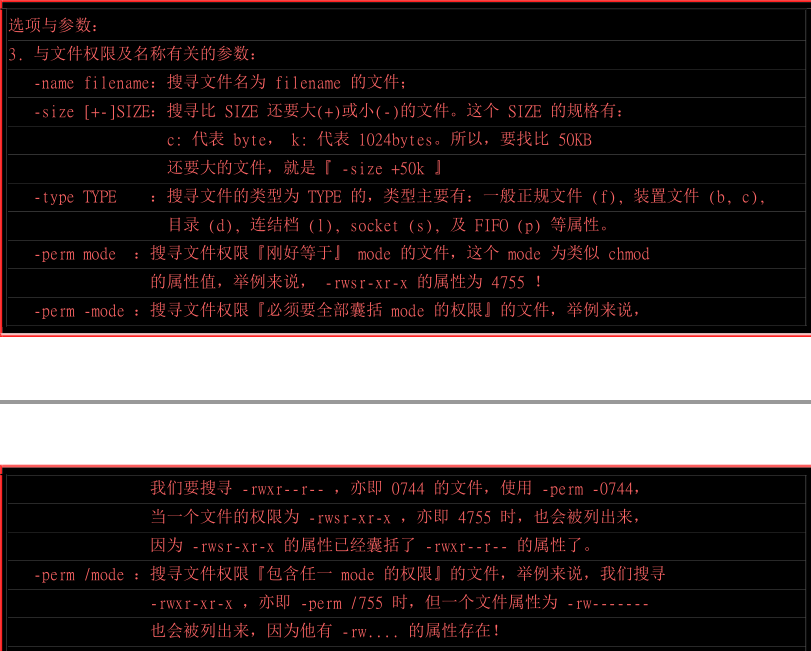 选项与参数:
3. 与文件权限及名称有关的参数:
-name filename: 搜寻文件名为 filename 的文件;
-size [+-]SIZE: 搜寻比 SIZE 还要大(+)或小(-)的文件。这个 SIZE 的规格有:
c: 代表 byte, k: 代表 1024bytes。所以, 要找比 50KB
还要大的文件, 就是『 -size +50k 』
-type TYPE : 搜寻文件的类型为 TYPE 的, 类型主要有: 一般正规文件 (f), 装置文件 (b, c),
目录 (d), 连结档 (l), socket (s), 及 FIFO (p) 等属性。
-perm mode : 搜寻文件权限『刚好等于』 mode 的文件, 这个 mode 为类似 chmod
的属性值, 举例来说, -rwsr-xr-x 的属性为 4755 !
-perm -mode : 搜寻文件权限『必须要全部囊括 mode 的权限』的文件, 举例来说,
我们要搜寻 -rwxr--r-- , 亦即 0744 的文件, 使用 -perm -0744,
当一个文件的权限为 -rwsr-xr-x , 亦即 4755 时, 也会被列出来,
因为 -rwsr-xr-x 的属性已经囊括了 -rwxr--r-- 的属性了。
-perm /mode : 搜寻文件权限『包含任一 mode 的权限』的文件, 举例来说, 我们搜寻
-rwxr-xr-x , 亦即 -perm /755 时, 但一个文件属性为 -rw-------
也会被列出来, 因为他有 -rw.... 的属性存在!